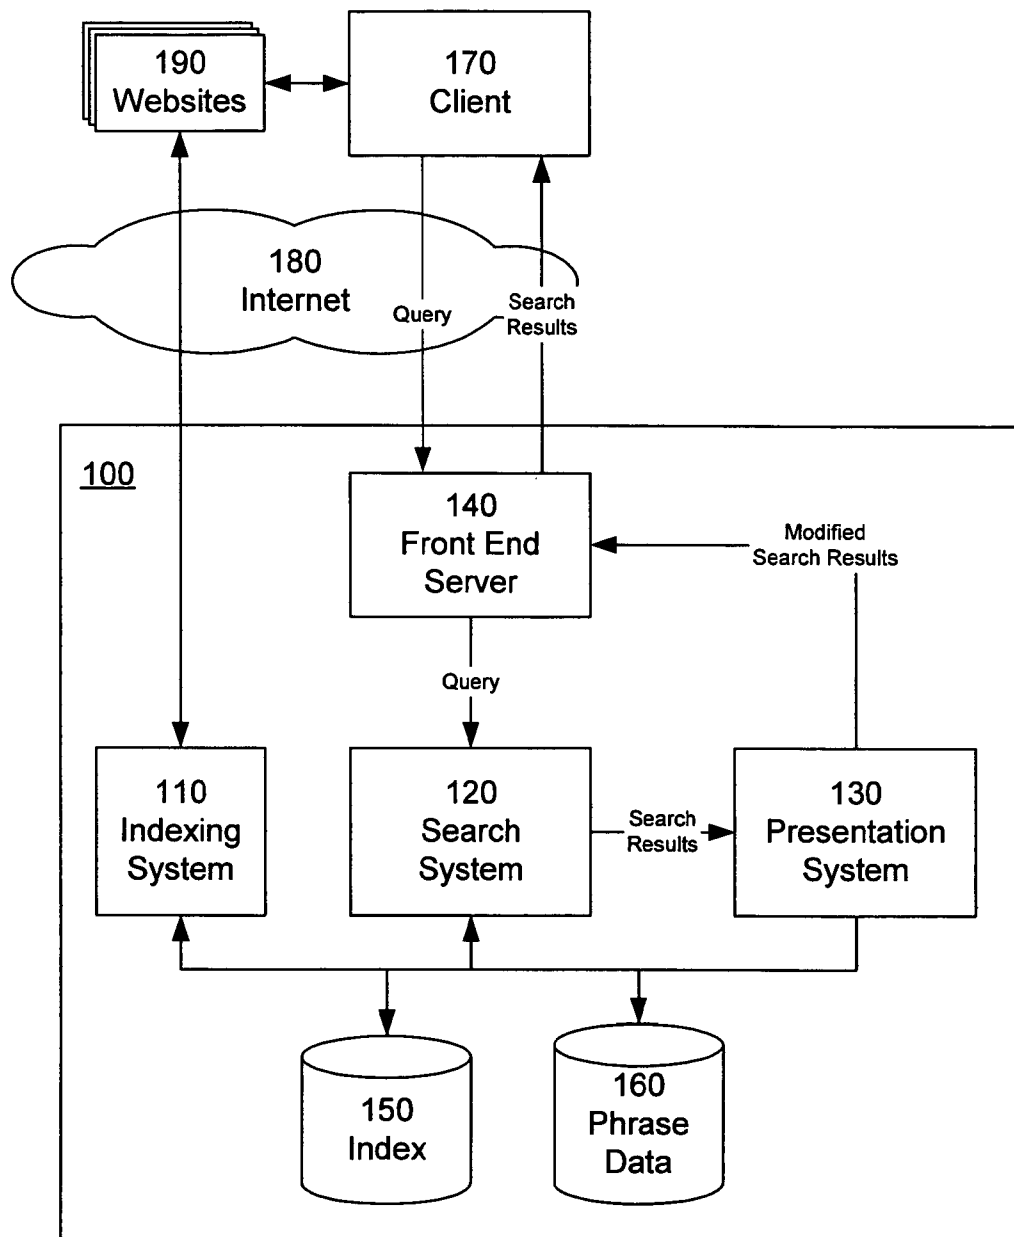 190
Websites
170
Client
180
Internet
Query
Search
Results
100
140
Front End
Server
Modified
Search Results
Query
110
Indexing
System
120
Search
System
Search
Results
130
Presentation
System
150
Index
160
Phrase
Data